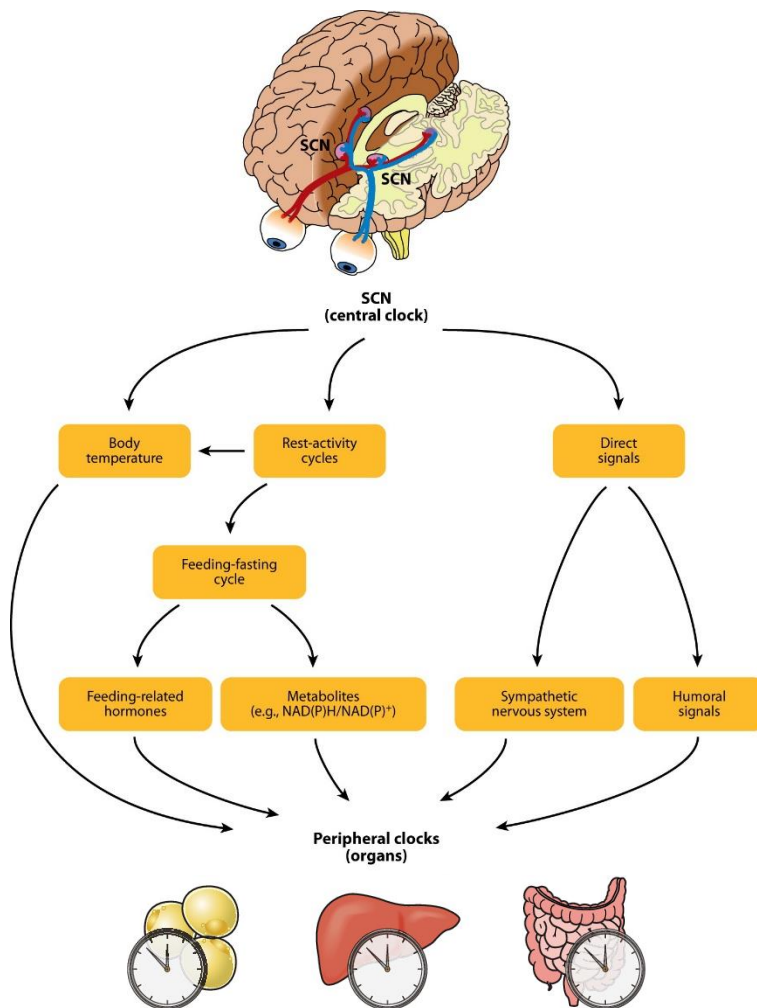 SCN
SCN
SCN
(central clock)
Body
temperature
Rest-activity
cycles
Direct
signals
Feeding-fasting
cycle
Feeding-related
hormones
Metabolites
(e.g., NAD(P)H/NAD(P)⁺)
Sympathetic
nervous system
Humoral
signals
Peripheral clocks
(organs)